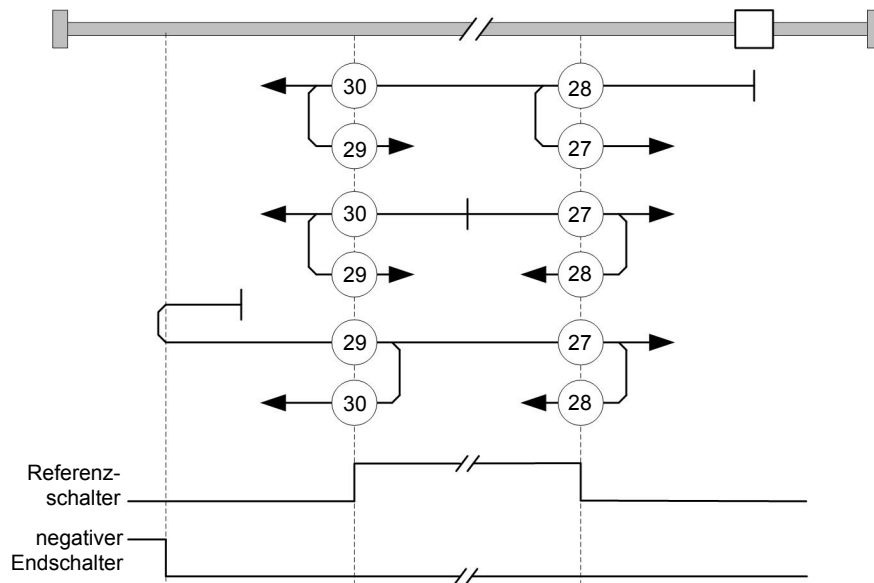 30 28
29 27
30 27
29 28
29 27
30 28
Referenz-
schalter
negativer
Endschalter